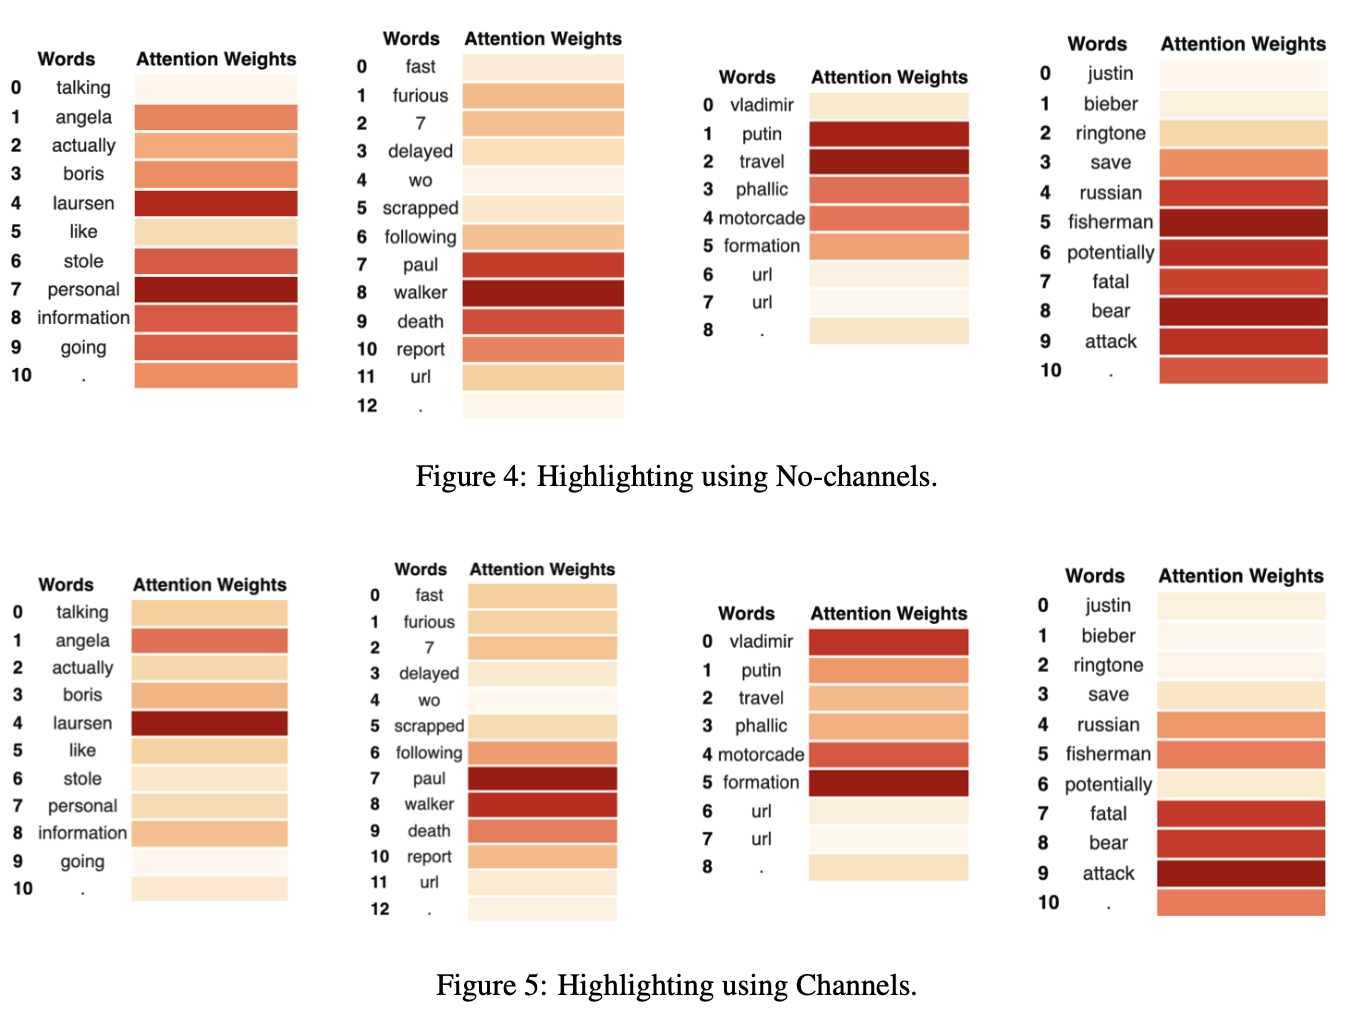 Words Attention Weights
0 talking
1 angela
2 actually
3 boris
4 laursen
5 like
6 stole
7 personal
8 information
9 going
10 .
Words Attention Weights
0 fast
1 furious
2 7
3 delayed
4 wo
5 scrapped
6 following
7 paul
8 walker
9 death
10 report
11 url
12 .
Words Attention Weights
0 vladimir
1 putin
2 travel
3 phallic
4 motorcade
5 formation
6 url
7 url
8 .
Words Attention Weights
0 justin
1 bieber
2 ringtone
3 save
4 russian
5 fisherman
6 potentially
7 fatal
8 bear
9 attack
10 .
Figure 4: Highlighting using No-channels.
Words Attention Weights
0 talking
1 angela
2 actually
3 boris
4 laursen
5 like
6 stole
7 personal
8 information
9 going
10 .
Words Attention Weights
0 fast
1 furious
2 7
3 delayed
4 wo
5 scrapped
6 following
7 paul
8 walker
9 death
10 report
11 url
12 .
Words Attention Weights
0 vladimir
1 putin
2 travel
3 phallic
4 motorcade
5 formation
6 url
7 url
8 .
Words Attention Weights
0 justin
1 bieber
2 ringtone
3 save
4 russian
5 fisherman
6 potentially
7 fatal
8 bear
9 attack
10 .
Figure 5: Highlighting using Channels.